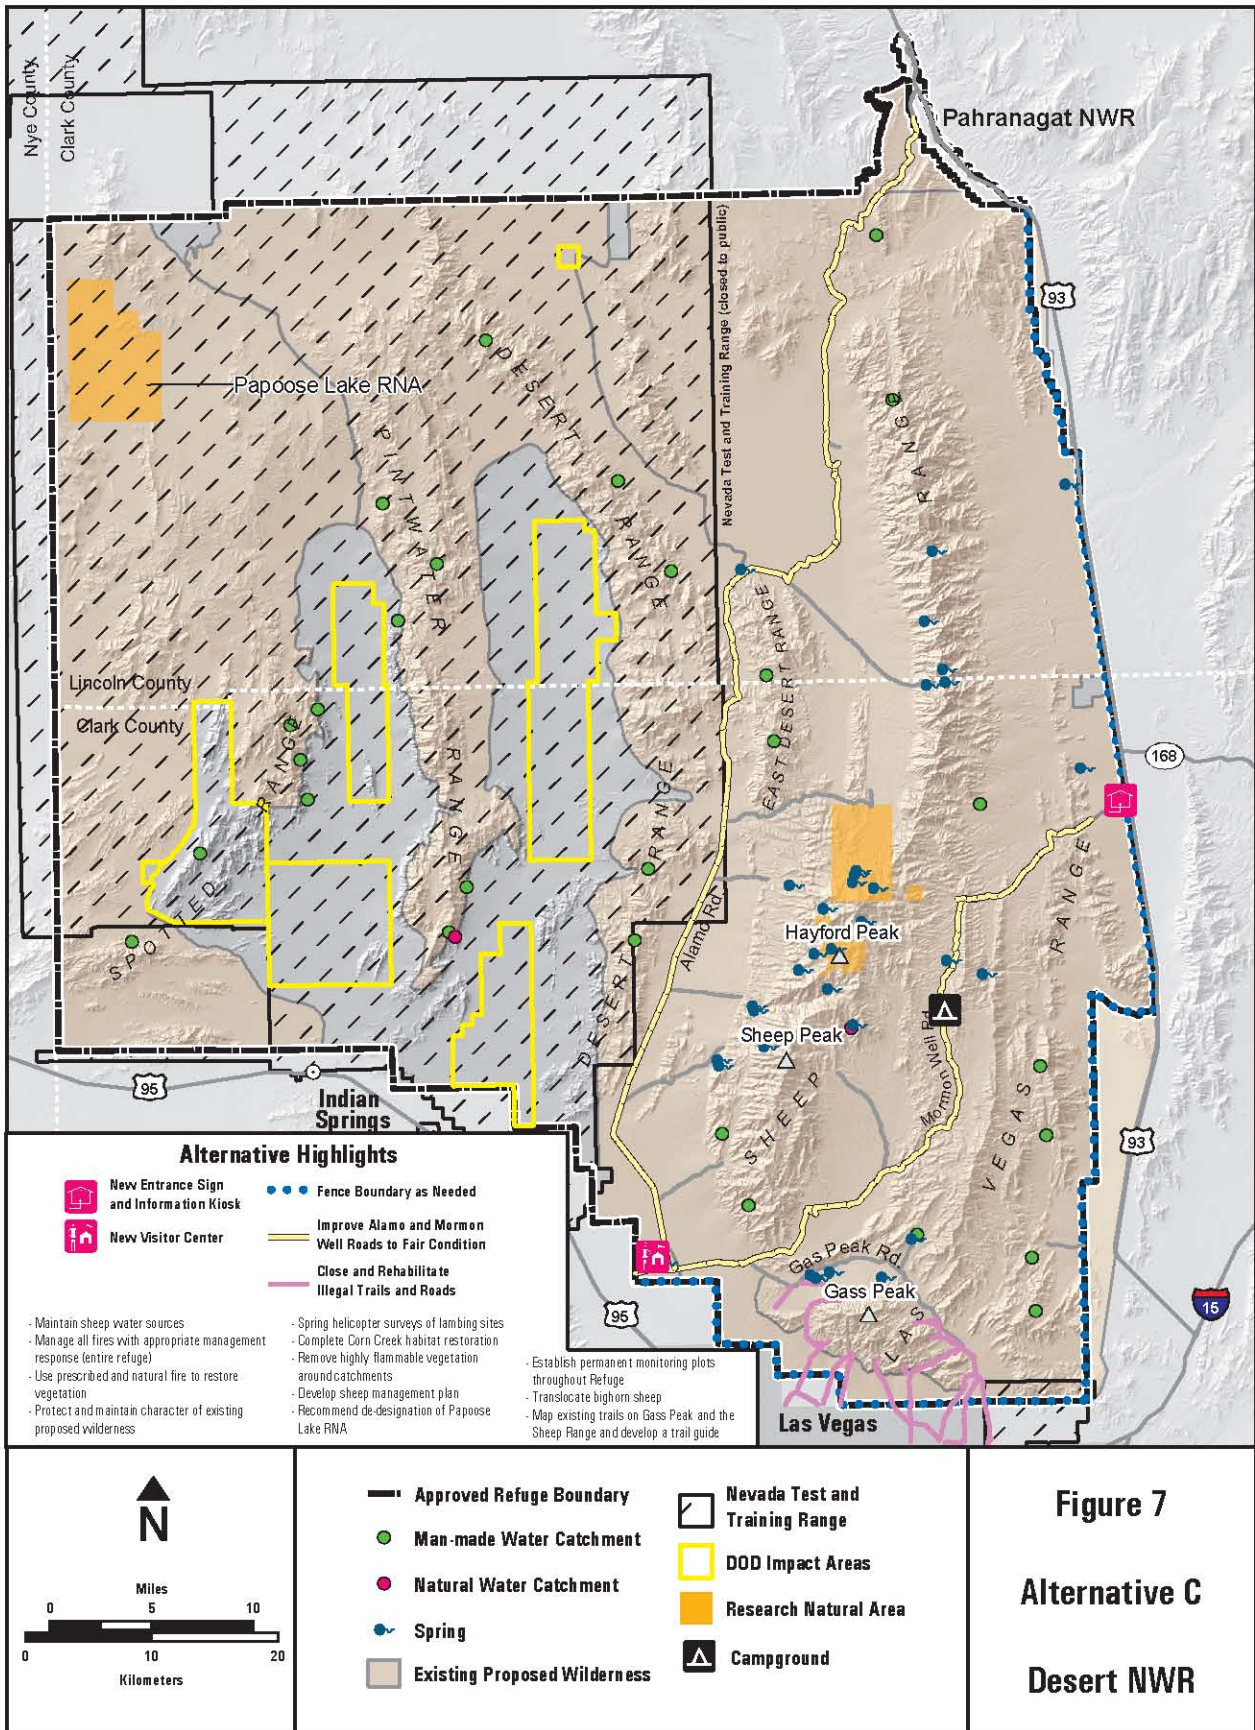 Nye County
Clark County
Pahranagat NWR
93
Nevada Test and Training Range (closed to public)
Papoose Lake RNA
DESERT
RANGE
PINTWATER
RANGE
RANGE
EAST DESERT RANGE
Lincoln County
Clark County
168
RANGE
SPOTTED
RANGE
DESERT
Alamo Rd.
Hayford Peak
Sheep Peak
SHEEP
Mormon Well Rd.
VEGAS
RANGE
93
95
Indian
Springs
Gas Peak Rd.
Gass Peak
LAS
95
15
Las Vegas
Alternative Highlights
New Entrance Sign
and Information Kiosk
New Visitor Center
Fence Boundary as Needed
Improve Alamo and Mormon
Well Roads to Fair Condition
Close and Rehabilitate
Illegal Trails and Roads
- Maintain sheep water sources
- Manage all fires with appropriate management
response (entire refuge)
- Use prescribed and natural fire to restore
vegetation
- Protect and maintain character of existing
proposed wilderness
- Spring helicopter surveys of lambing sites
- Complete Corn Creek habitat restoration
- Remove highly flammable vegetation
around catchments
- Develop sheep management plan
- Recommend de-designation of Papoose
Lake RNA
- Establish permanent monitoring plots
throughout Refuge
- Translocate bighorn sheep
- Map existing trails on Gass Peak and the
Sheep Range and develop a trail guide
N
Miles
0 5 10
0 10 20
Kilometers
Approved Refuge Boundary
Man-made Water Catchment
Natural Water Catchment
Spring
Existing Proposed Wilderness
Nevada Test and
Training Range
DOD Impact Areas
Research Natural Area
Campground
Figure 7
Alternative C
Desert NWR